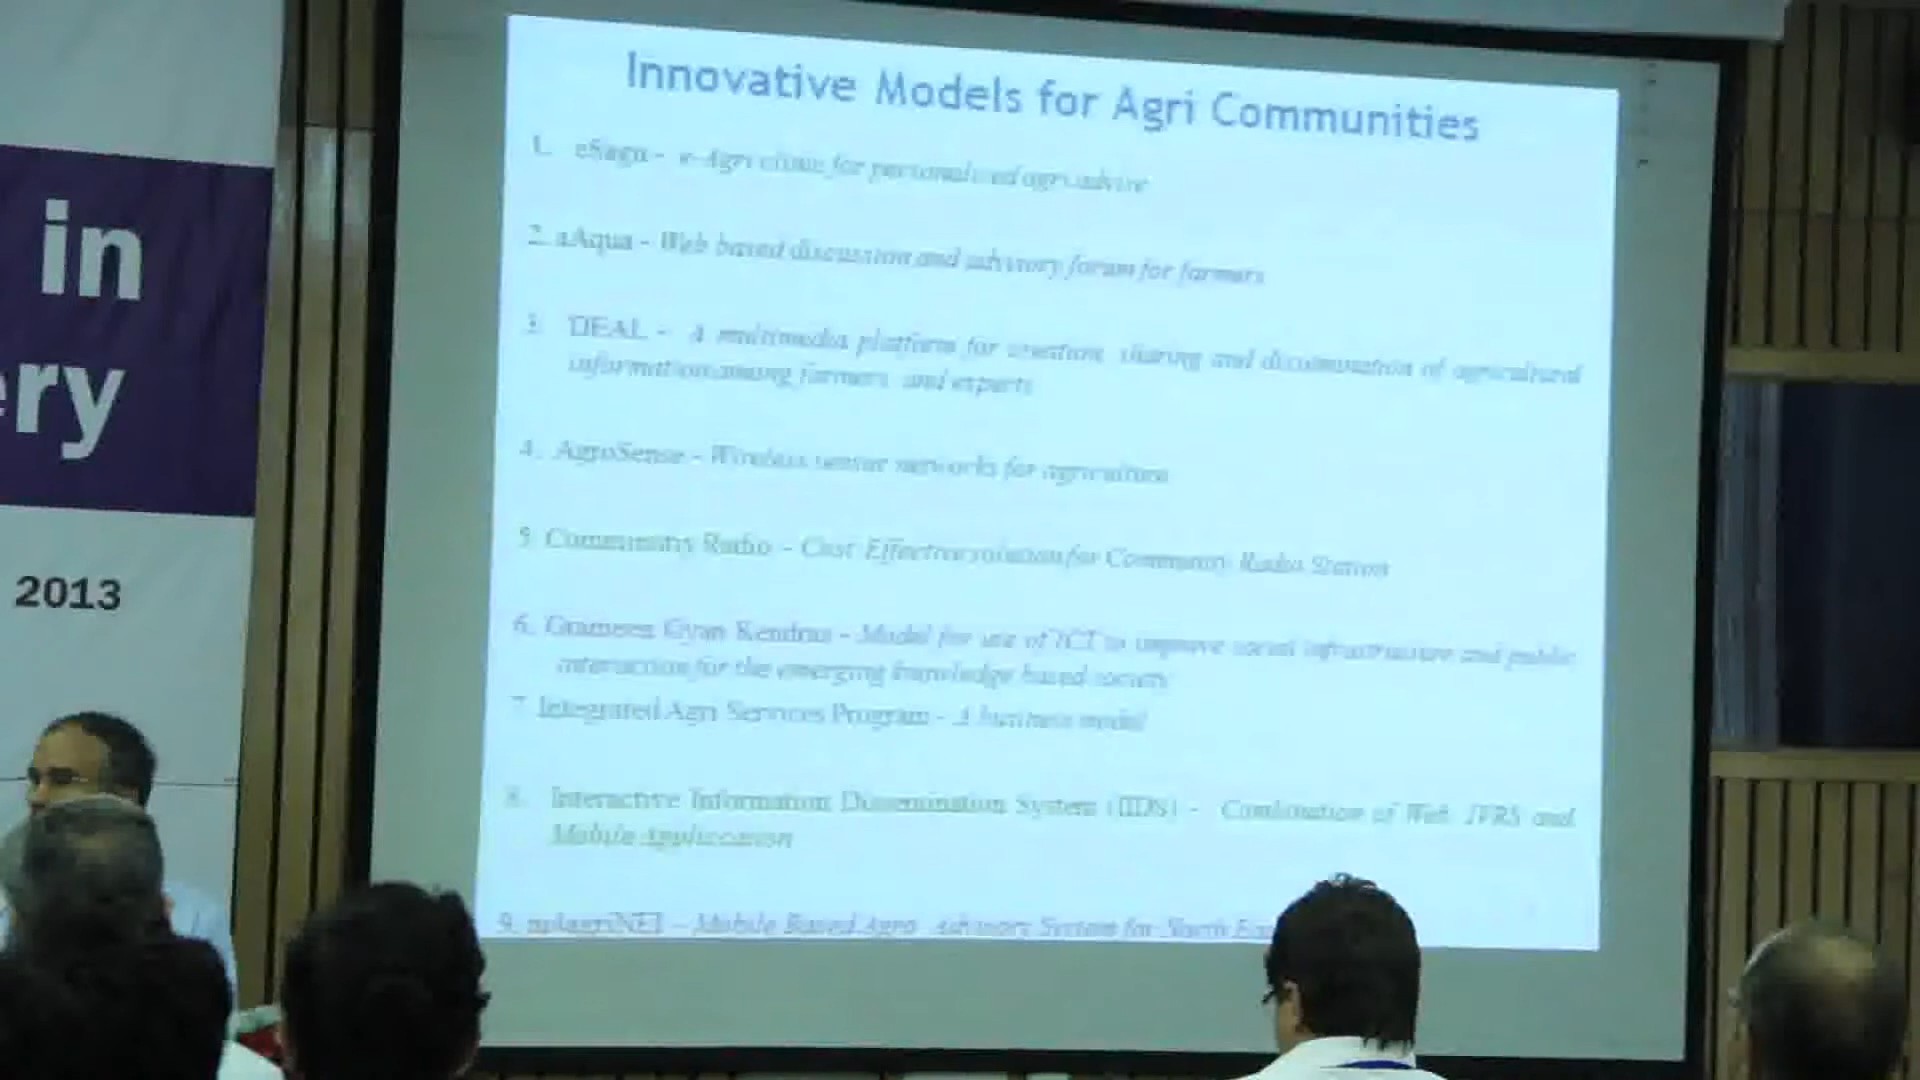 in
ery
2013
Innovative Models for Agri Communities
1. eSagu - e-Agri clinic for personalized agri advise
2. aAqua - Web based discussion and advisory forum for farmers
3. DEAL - A multimedia platform for creation, sharing and dissemination of agricultural
information among farmers and experts
4. AgroSense - Wireless sensor networks for agriculture
5. Community Radio - Cost Effective solution for Community Radio Station
6. Grameen Gyan Kendras - Model for use of ICT to improve social infrastructure and public
interaction for the emerging knowledge based society
7. Integrated Agri Services Program - A business model
8. Interactive Information Dissemination System (IIDS) - Combination of Web, IVRS and
Mobile Application
9. - Mobile Based Agro Advisory System for North